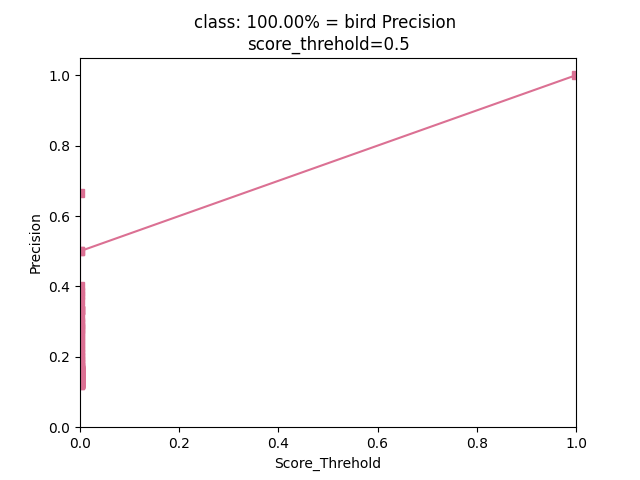 class: 100.00% = bird Precision
score_threhold=0.5
Precision
1.0
0.8
0.6
0.4
0.2
0.0
0.0 0.2 0.4 0.6 0.8 1.0
Score_Threhold